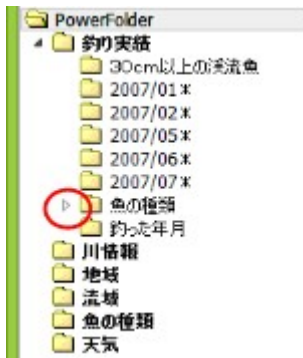 PowerFolder
釣り実績
30cm以上の渓流魚
2007/01*
2007/02*
2007/05*
2007/06*
2007/07*
魚の種類
釣った年月
川情報
地域
流域
魚の種類
天気